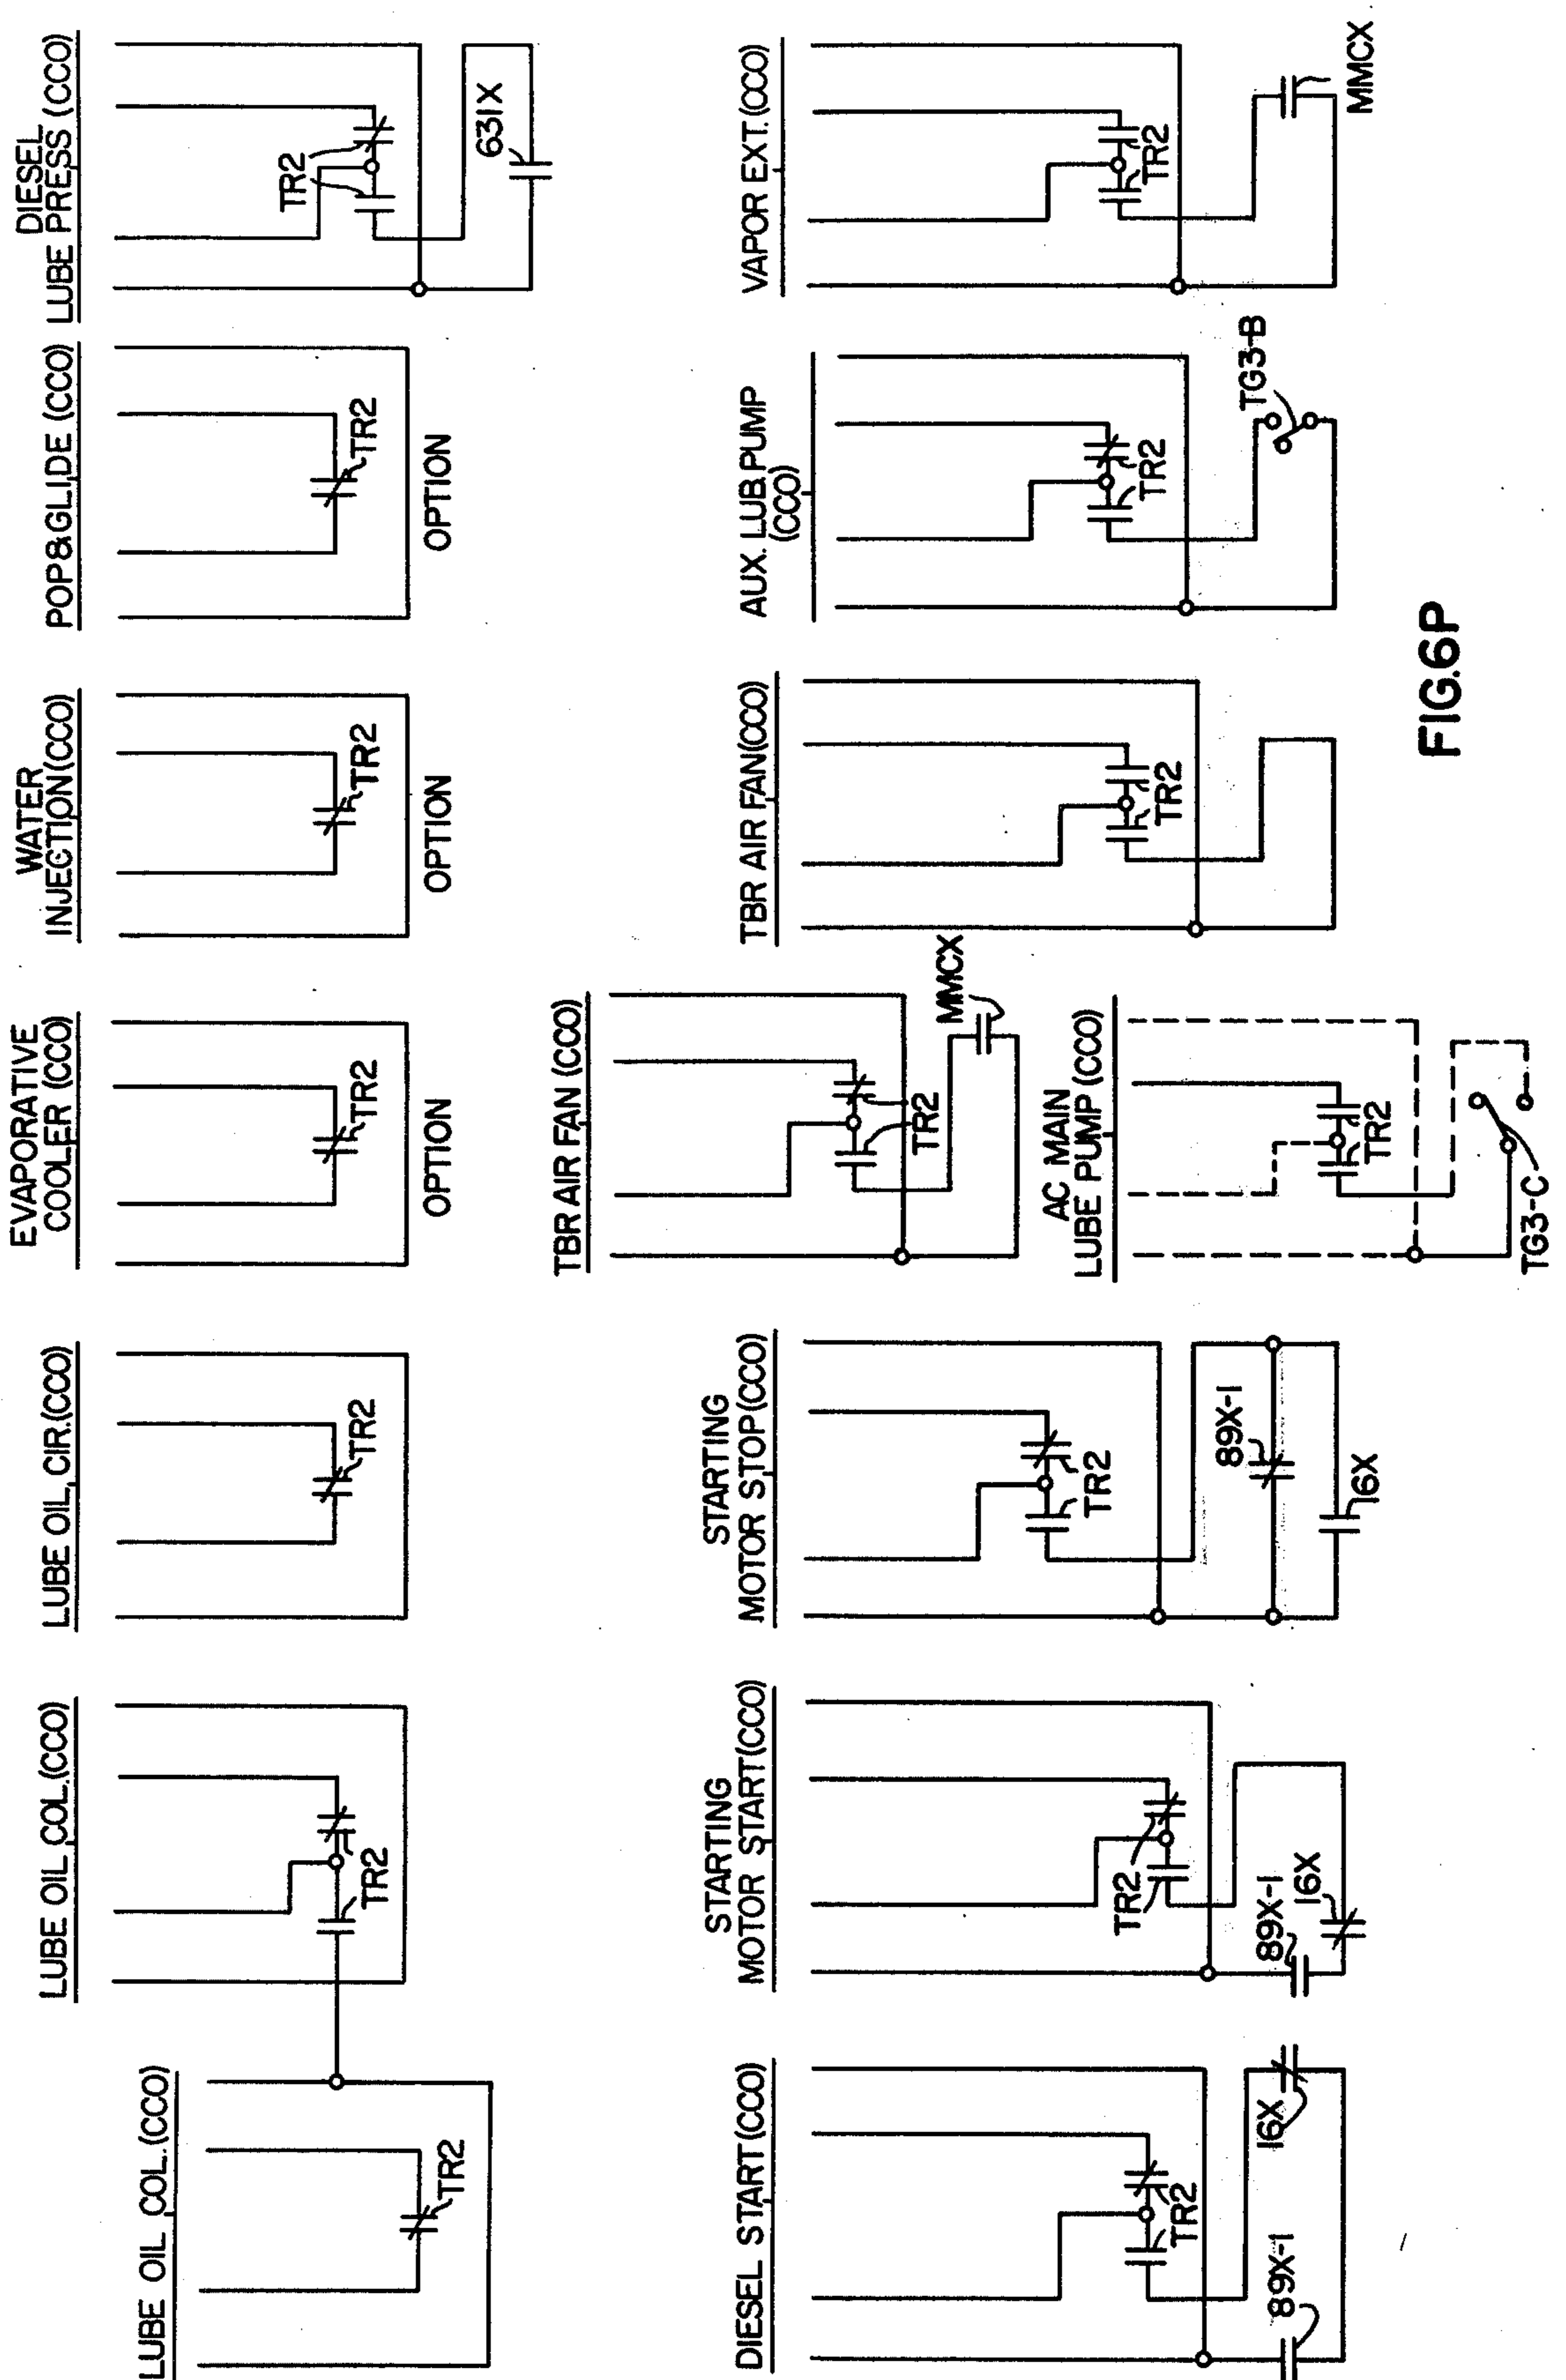 LUBE OIL COL. (CCO)
TR2
LUBE OIL COL. (CCO)
TR2
LUBE OIL CIR. (CCO)
TR2
EVAPORATIVE
COOLER (CCO)
TR2
OPTION
WATER
INJECTION (CCO)
TR2
OPTION
POP & GLIDE (CCO)
TR2
OPTION
DIESEL
LUBE PRESS (CCO)
TR2
631X
DIESEL START (CCO)
TR2
16X
89X-1
STARTING
MOTOR START (CCO)
TR2
89X-1
16X
STARTING
MOTOR STOP (CCO)
TR2
89X-1
16X
TBR AIR FAN (CCO)
TR2
MMCX
AC MAIN
LUBE PUMP (CCO)
TR2
TG3-C
TBR AIR FAN (CCO)
TR2
AUX. LUB. PUMP
(CCO)
TR2
TG3-B
VAPOR EXT. (CCO)
TR2
MMCX
FIG.6P